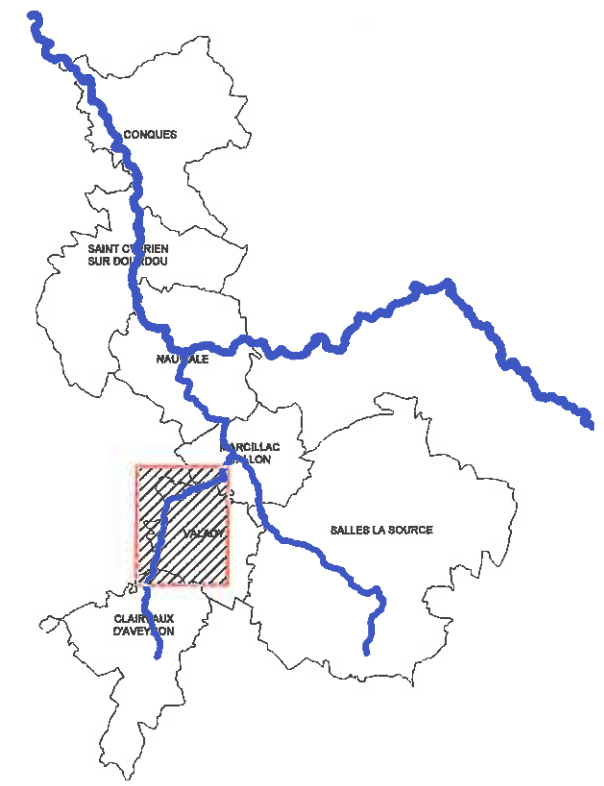 CONQUES
SAINT CYPRIEN
SUR DOURDOU
NAUVIALE
MARCILLAC
VALLON
VALADY
SALLES LA SOURCE
CLAIRVAUX
D'AVEYRON